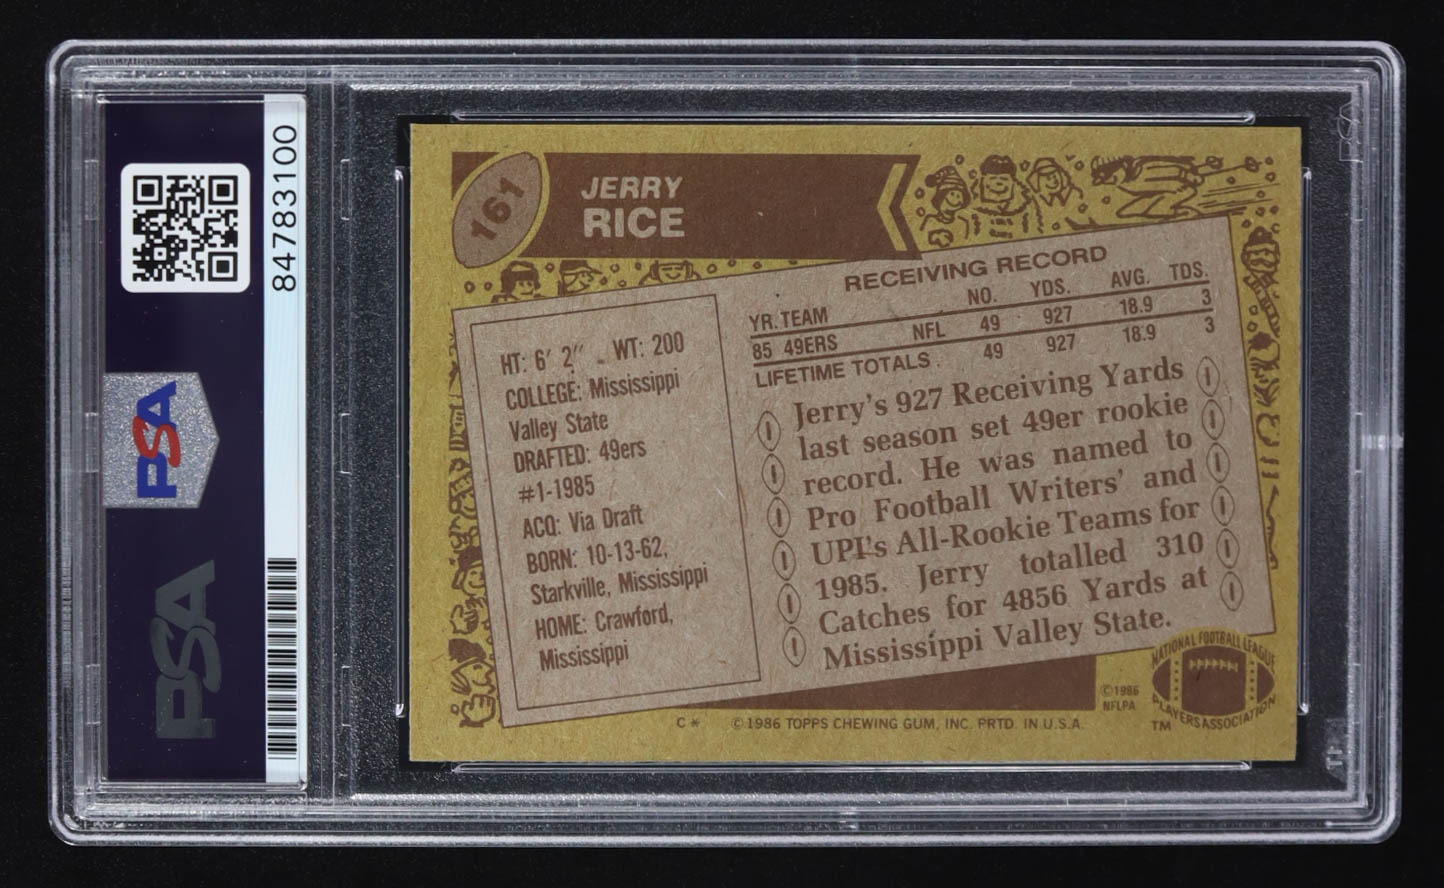 84783100
PSA
PSA
161
JERRY
RICE
RECEIVING RECORD
YR. TEAM NO. YDS. AVG. TDS.
85 49ERS NFL 49 927 18.9 3
LIFETIME TOTALS 49 927 18.9 3
HT: 6′ 2″ WT: 200
COLLEGE: Mississippi
Valley State
DRAFTED: 49ers
#1-1985
ACQ: Via Draft
BORN: 10-13-62,
Starkville, Mississippi
HOME: Crawford,
Mississippi
Jerry's 927 Receiving Yards
last season set 49er rookie
record. He was named to
Pro Football Writers' and
UPI's All-Rookie Teams for
1985. Jerry totalled 310
Catches for 4856 Yards at
Mississippi Valley State.
NATIONAL FOOTBALL LEAGUE
PLAYERS ASSOCIATION
TM
©1986
NFLPA
C* ©1986 TOPPS CHEWING GUM, INC. PRTD. IN U.S.A.
PSA